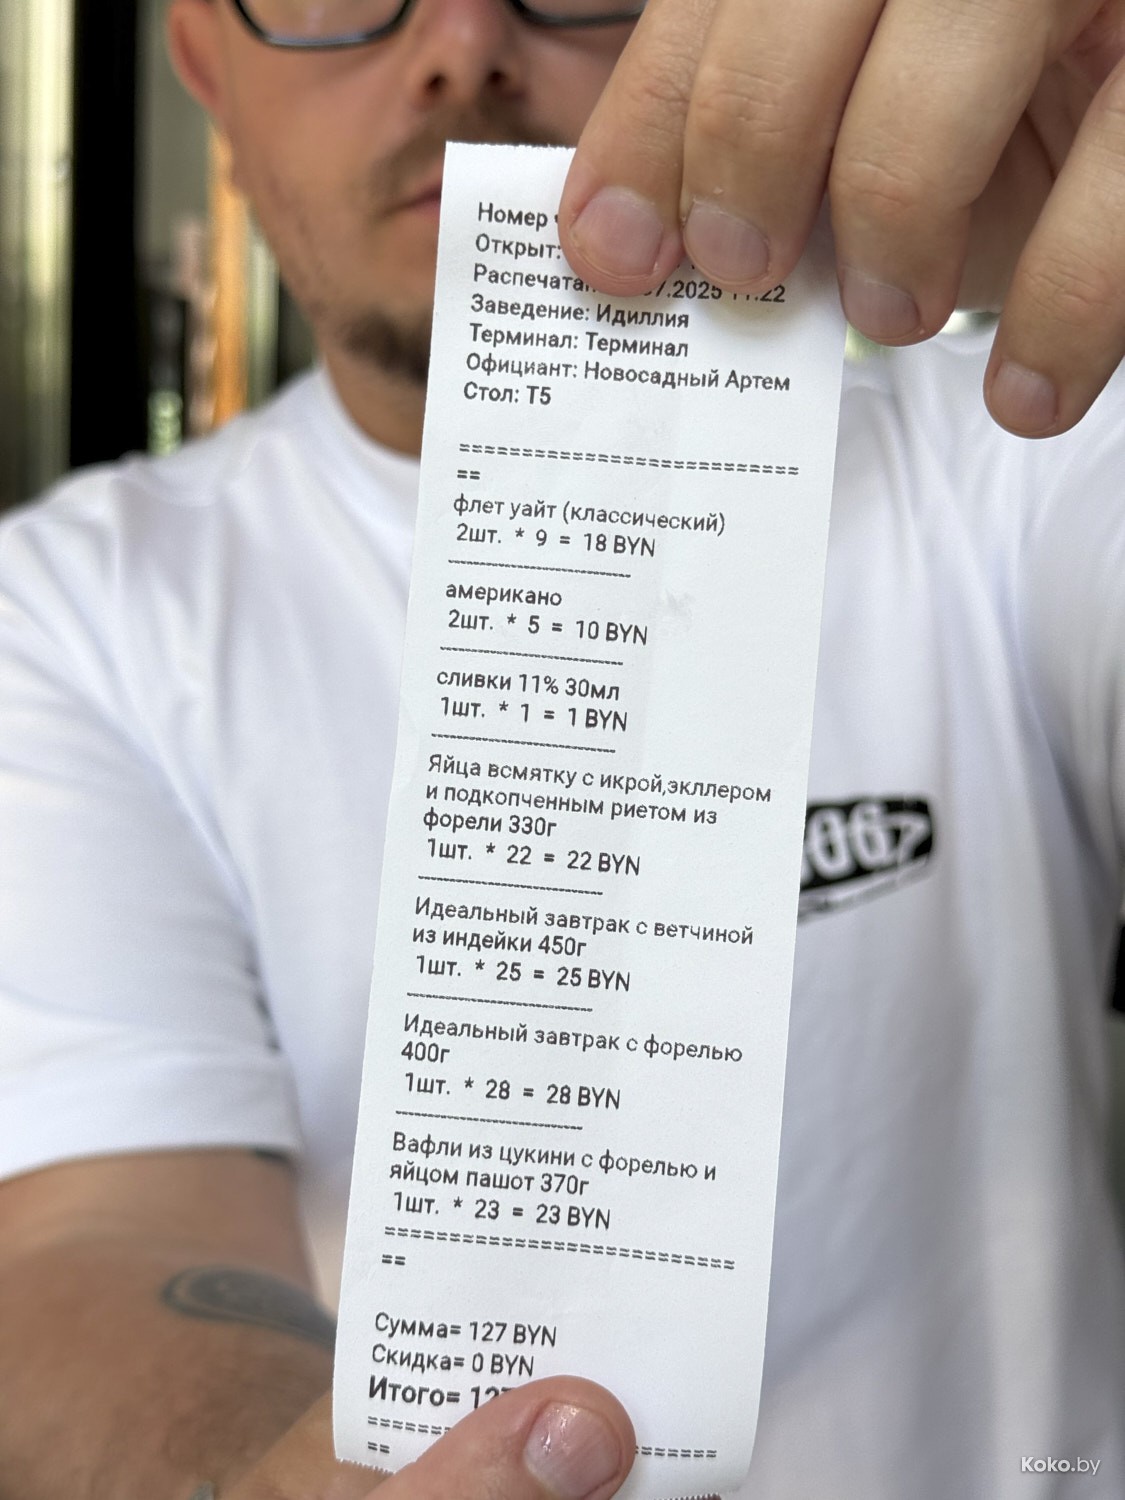 Номер
Открыт:
Распечата 7.2025 11:22
Заведение: Идиллия
Терминал: Терминал
Официант: Новосадный Артем
Стол: Т5
===========================
==
флет уайт (классический)
2шт. * 9 = 18 BYN
американо
2шт. * 5 = 10 BYN
сливки 11% 30мл
1шт. * 1 = 1 BYN
Яйца всмятку с икрой,экллером
и подкопченным риетом из
форели 330г
1шт. * 22 = 22 BYN
Идеальный завтрак с ветчиной
из индейки 450г
1шт. * 25 = 25 BYN
Идеальный завтрак с форелью
400г
1шт. * 28 = 28 BYN
Вафли из цукини с форелью и
яйцом пашот 370г
1шт. * 23 = 23 BYN
===========================
==
Сумма= 127 BYN
Скидка= 0 BYN
Итого= 127
==
Koko.by